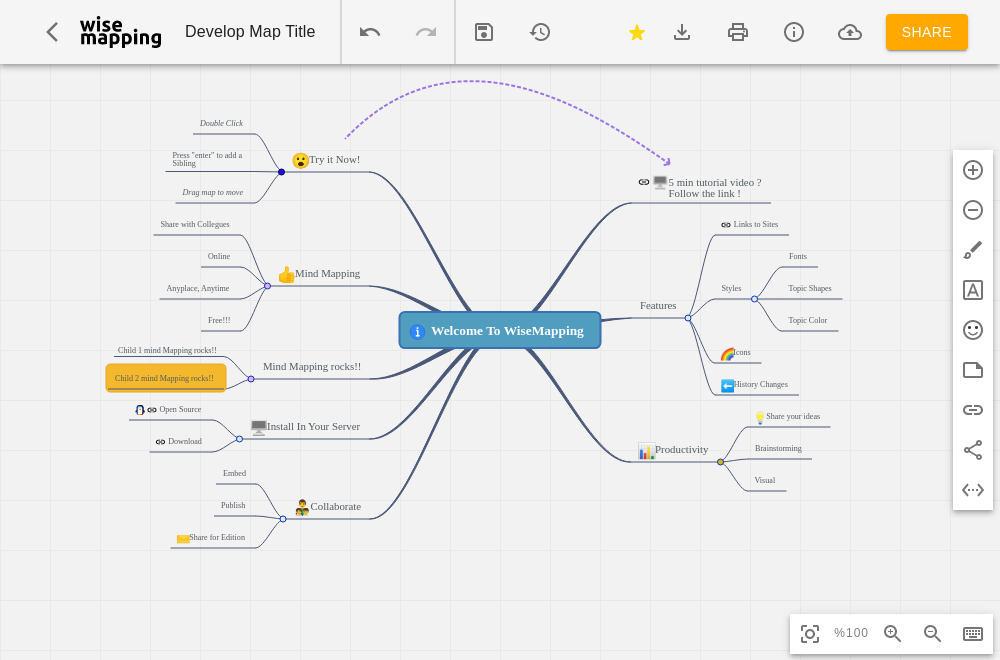 wise
mapping
Develop Map Title
SHARE
Double Click
Press "enter" to add a
Sibling
Drag map to move
Try it Now!
Share with Collegues
Online
Anyplace, Anytime
Free!!!
Mind Mapping
Child 1 mind Mapping rocks!!
Child 2 mind Mapping rocks!!
Mind Mapping rocks!!
Open Source
Download
Install In Your Server
Embed
Publish
Share for Edition
Collaborate
Welcome To WiseMapping
5 min tutorial video ?
Follow the link !
Features
Links to Sites
Styles
Fonts
Topic Shapes
Topic Color
Icons
History Changes
Productivity
Share your ideas
Brainstorming
Visual
%100